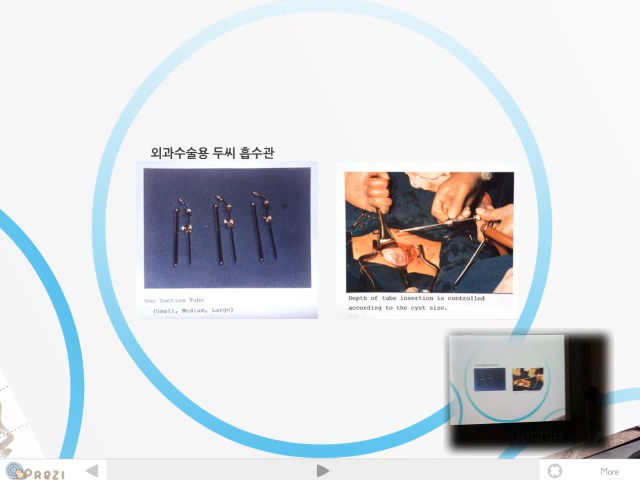 외과수술용 두씨 흡수관
Duo Suction Tube
(Small, Medium, Large)
Depth of tube insertion is controlled
according to the cyst size.
PREZI
More